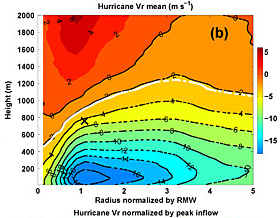 Hurricane Vr mean (m s⁻¹)
(b)
Height (m)
2000
1800
1600
1400
1200
1000
800
600
400
200
0
0 1 2 3 4 5
5
0
-5
-10
-15
Radius normalized by RMW
Hurricane Vr normalized by peak inflow